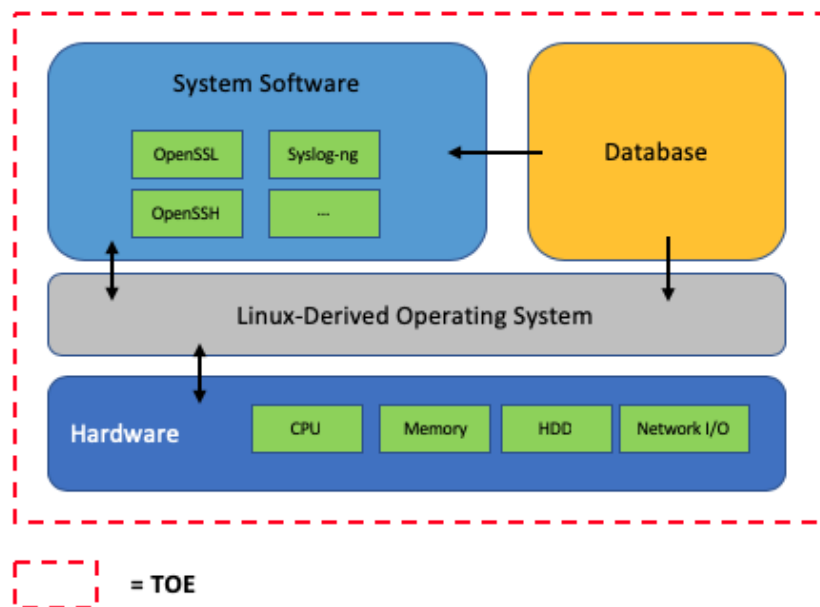 System Software
OpenSSL
Syslog-ng
OpenSSH
...
Database
Linux-Derived Operating System
Hardware
CPU
Memory
HDD
Network I/O
= TOE